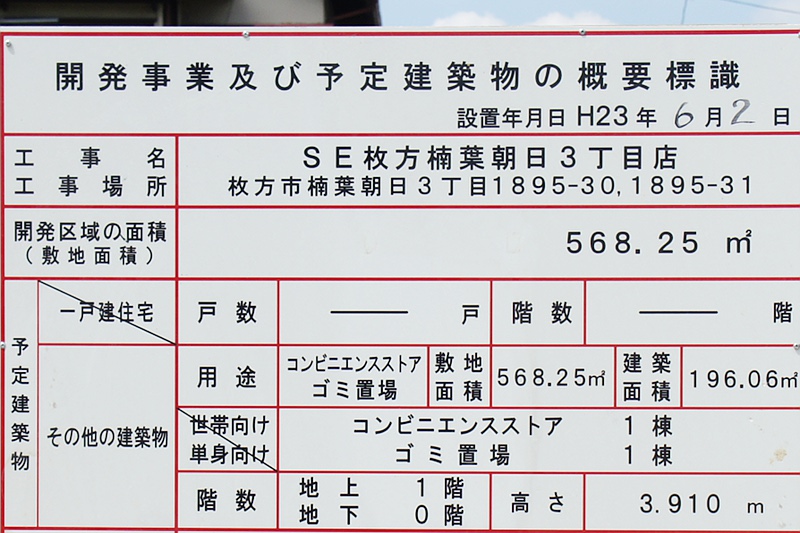 開発事業及び予定建築物の概要標識
設置年月日 H23年 6月2日
工事名 SE枚方楠葉朝日3丁目店
工事場所 枚方市楠葉朝日3丁目1895-30,1895-31
開発区域の面積
(敷地面積) 568.25 ㎡
予定建築物
一戸建住宅 戸数 ――― 戸 階数 ――― 階
その他の建築物
用途 コンビニエンスストア
ゴミ置場
敷地面積 568.25㎡ 建築面積 196.06㎡
世帯向け コンビニエンスストア 1棟
単身向け ゴミ置場 1棟
階数 地上 1階
地下 0階
高さ 3.910 m